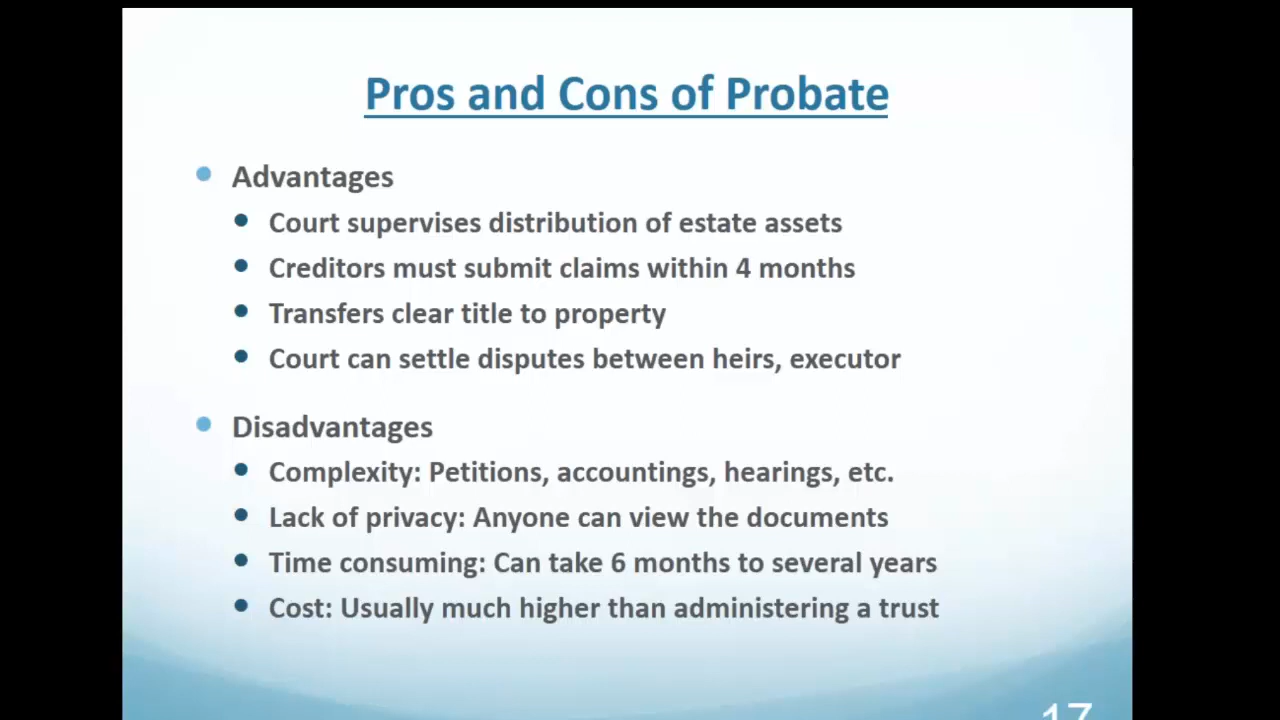 Pros and Cons of Probate
Advantages
Court supervises distribution of estate assets
Creditors must submit claims within 4 months
Transfers clear title to property
Court can settle disputes between heirs, executor
Disadvantages
Complexity: Petitions, accountings, hearings, etc.
Lack of privacy: Anyone can view the documents
Time consuming: Can take 6 months to several years
Cost: Usually much higher than administering a trust
17